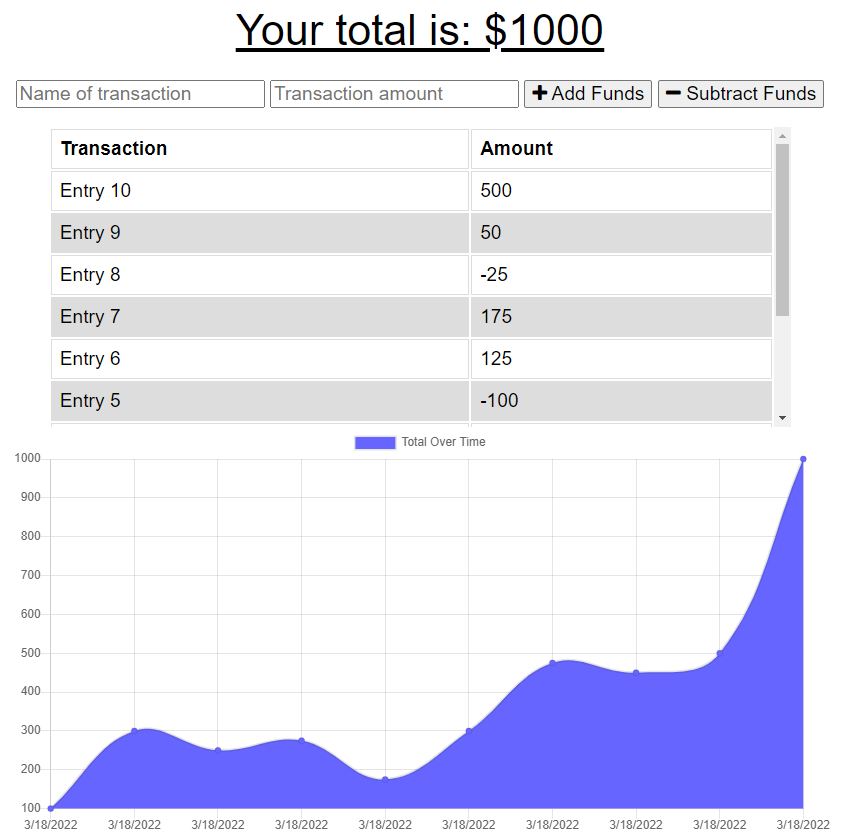 Your total is: $1000
Name of transaction Transaction amount + Add Funds − Subtract Funds
Transaction Amount
Entry 10 500
Entry 9 50
Entry 8 -25
Entry 7 175
Entry 6 125
Entry 5 -100
Total Over Time
1000
900
800
700
600
500
400
300
200
100
3/18/2022 3/18/2022 3/18/2022 3/18/2022 3/18/2022 3/18/2022 3/18/2022 3/18/2022 3/18/2022 3/18/2022